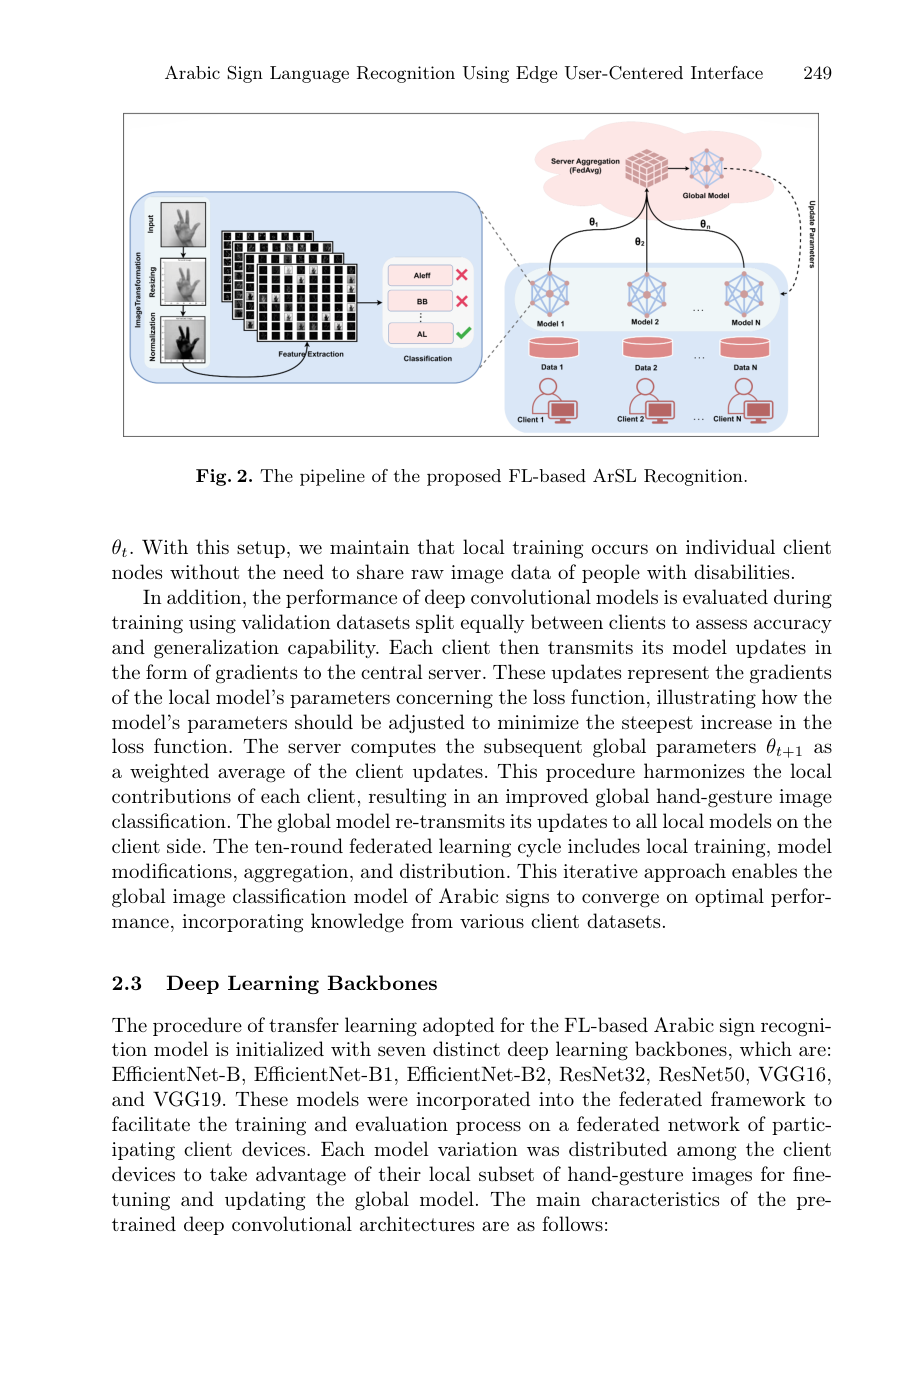 Arabic Sign Language Recognition Using Edge User-Centered Interface 249
Server Aggregation
(FedAvg)
Global Model
Update Parameters
θ1
θ2
θn
ImageTransformation
Input
Resizing
Normalization
Feature Extraction
Aleff
BB
⋮
AL
Classification
Model 1
Model 2
...
Model N
Data 1
Data 2
...
Data N
Client 1
Client 2
...
Client N
Fig. 2. The pipeline of the proposed FL-based ArSL Recognition.
θt. With this setup, we maintain that local training occurs on individual client
nodes without the need to share raw image data of people with disabilities.
In addition, the performance of deep convolutional models is evaluated during
training using validation datasets split equally between clients to assess accuracy
and generalization capability. Each client then transmits its model updates in
the form of gradients to the central server. These updates represent the gradients
of the local model's parameters concerning the loss function, illustrating how the
model's parameters should be adjusted to minimize the steepest increase in the
loss function. The server computes the subsequent global parameters θt+1 as
a weighted average of the client updates. This procedure harmonizes the local
contributions of each client, resulting in an improved global hand-gesture image
classification. The global model re-transmits its updates to all local models on the
client side. The ten-round federated learning cycle includes local training, model
modifications, aggregation, and distribution. This iterative approach enables the
global image classification model of Arabic signs to converge on optimal perfor-
mance, incorporating knowledge from various client datasets.
2.3 Deep Learning Backbones
The procedure of transfer learning adopted for the FL-based Arabic sign recogni-
tion model is initialized with seven distinct deep learning backbones, which are:
EfficientNet-B, EfficientNet-B1, EfficientNet-B2, ResNet32, ResNet50, VGG16,
and VGG19. These models were incorporated into the federated framework to
facilitate the training and evaluation process on a federated network of partic-
ipating client devices. Each model variation was distributed among the client
devices to take advantage of their local subset of hand-gesture images for fine-
tuning and updating the global model. The main characteristics of the pre-
trained deep convolutional architectures are as follows: